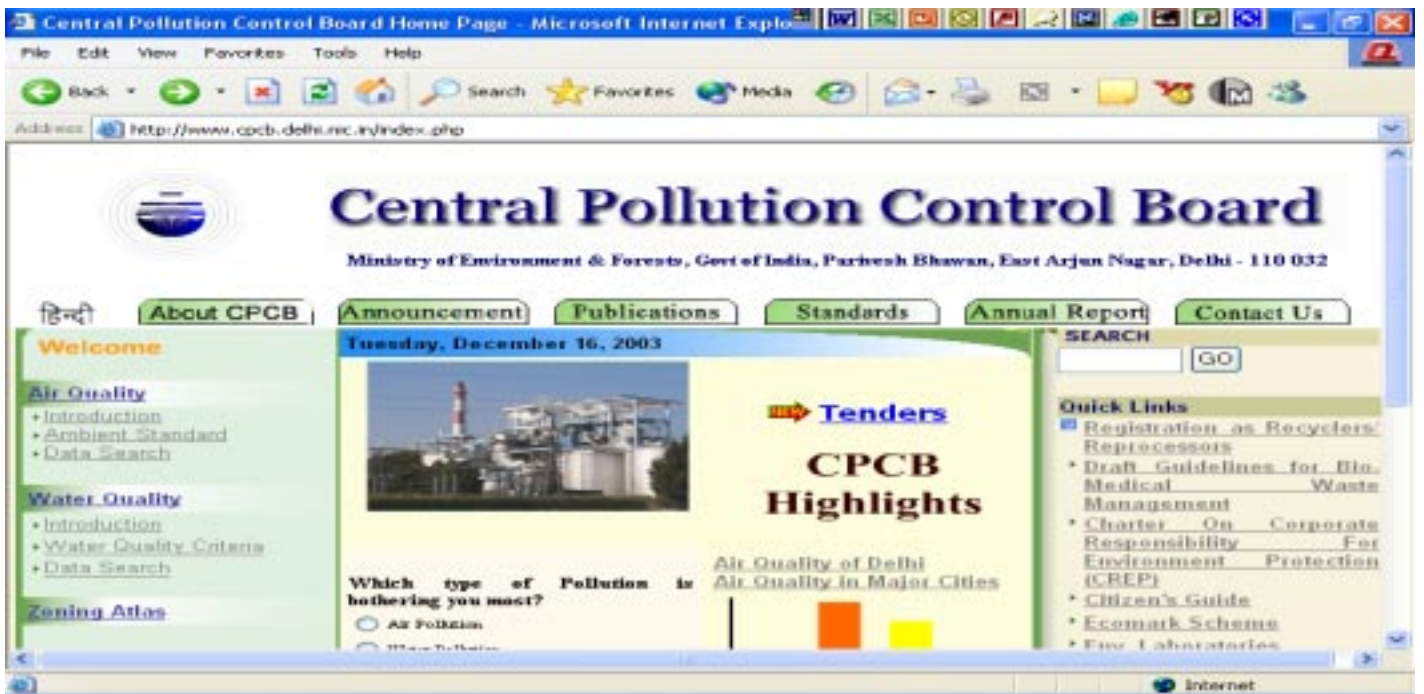 Central Pollution Control Board Home Page - Microsoft Internet Explo
File Edit View Favorites Tools Help
Back Search Favorites Media
Address http://www.cpcb.delhi.nic.in/index.php
Central Pollution Control Board
Ministry of Environment & Forests, Govt of India, Parivesh Bhawan, East Arjun Nagar, Delhi - 110 032
हिन्दी About CPCB Announcement Publications Standards Annual Report Contact Us
Welcome
Air Quality
Introduction
Ambient Standard
Data Search
Water Quality
Introduction
Water Quality Criteria
Data Search
Zoning Atlas
Tuesday, December 16, 2003
Which type of Pollution is
bothering you most?
Air Pollution
Water Pollution
Tenders
CPCB
Highlights
Air Quality of Delhi
Air Quality in Major Cities
SEARCH
GO
Quick Links
Registration as Recyclers/
Reprocessors
Draft Guidelines for Bio-
Medical Waste
Management
Charter On Corporate
Responsibility For
Environment Protection
(CREP)
Citizen's Guide
Ecomark Scheme
Env Laboratories
Internet